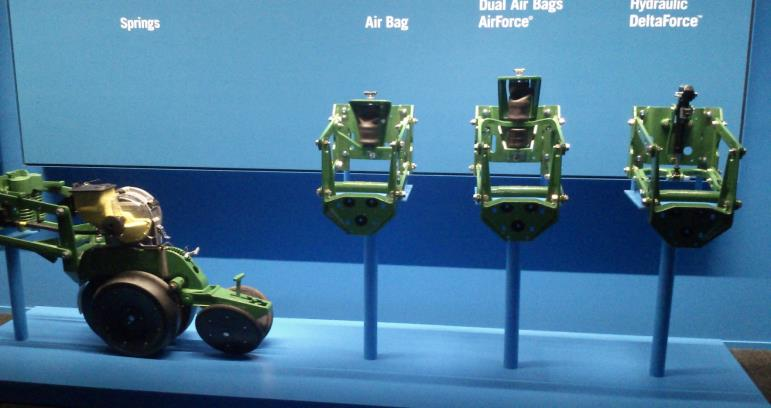 Springs
Air Bag
Dual Air Bags
AirForce®
Hydraulic
DeltaForce™